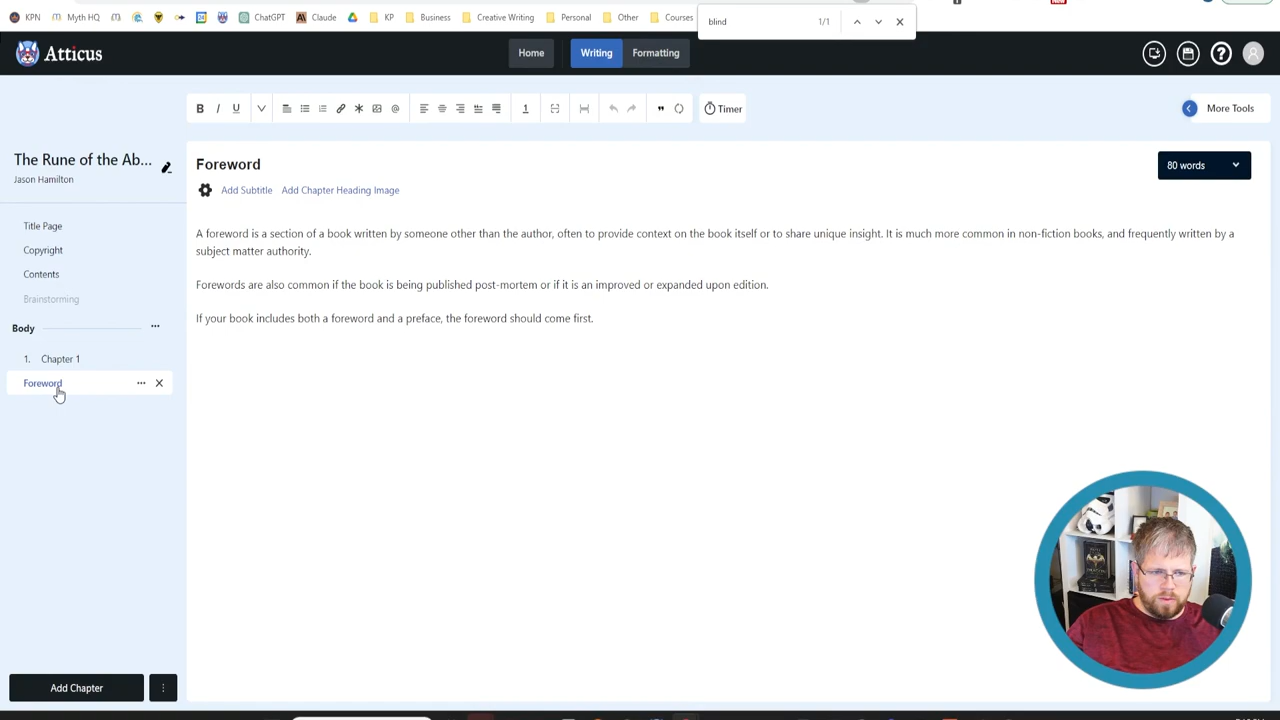 KPN
Myth HQ
ChatGPT
Claude
KP
Business
Creative Writing
Personal
Other
Courses
blind
1/1
Atticus
Home
Writing
Formatting
B I U
1
Timer
More Tools
The Rune of the Ab...
Jason Hamilton
Foreword
80 words
Add Subtitle
Add Chapter Heading Image
Title Page
Copyright
Contents
Brainstorming
Body
1. Chapter 1
Foreword
A foreword is a section of a book written by someone other than the author, often to provide context on the book itself or to share unique insight. It is much more common in non-fiction books, and frequently written by a
subject matter authority.
Forewords are also common if the book is being published post-mortem or if it is an improved or expanded upon edition.
If your book includes both a foreword and a preface, the foreword should come first.
Add Chapter